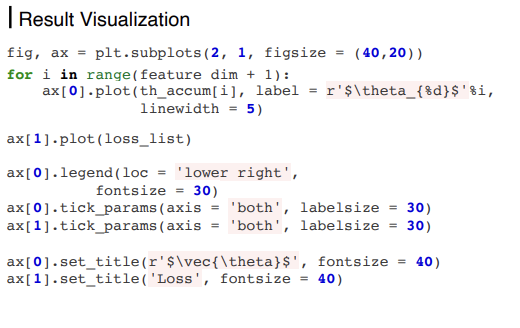 Result Visualization
fig, ax = plt.subplots(2, 1, figsize = (40,20))
for i in range(feature dim + 1):
    ax[0].plot(th_accum[i], label = r'$\theta_{%d}$'%i,
               linewidth = 5)
ax[1].plot(loss_list)
ax[0].legend(loc = 'lower right',
          fontsize = 30)
ax[0].tick_params(axis = 'both', labelsize = 30)
ax[1].tick_params(axis = 'both', labelsize = 30)
ax[0].set_title(r'$\vec{\theta}$', fontsize = 40)
ax[1].set_title('Loss', fontsize = 40)